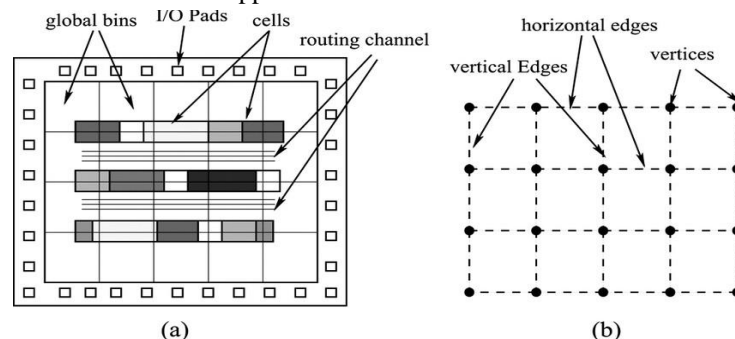 I/O Pads
global bins
cells
routing channel
horizontal edges
vertical Edges
vertices
(a)
(b)